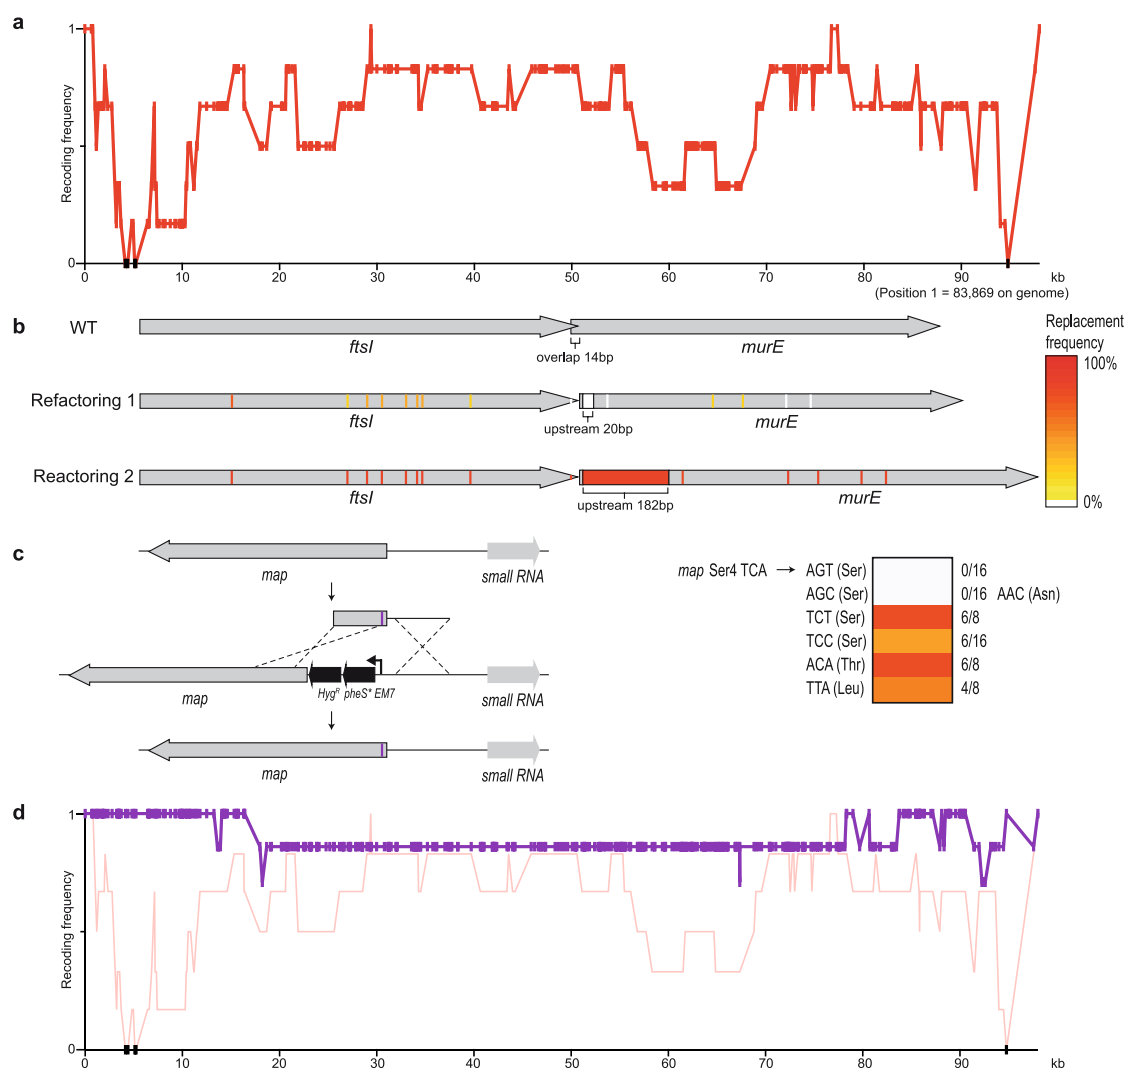 a
1
Recoding frequency
0
0 10 20 30 40 50 60 70 80 90 kb
(Position 1 = 83,869 on genome)
b
WT
ftsI
overlap 14bp
murE
Replacement
frequency
100%
0%
Refactoring 1
ftsI
upstream 20bp
murE
Reactoring 2
ftsI
upstream 182bp
murE
c
map
small RNA
map
Hygᴿ pheS* EM7
small RNA
map
small RNA
map Ser4 TCA → AGT (Ser) 0/16
AGC (Ser) 0/16 AAC (Asn)
TCT (Ser) 6/8
TCC (Ser) 6/16
ACA (Thr) 6/8
TTA (Leu) 4/8
d
1
Recoding frequency
0
0 10 20 30 40 50 60 70 80 90 kb